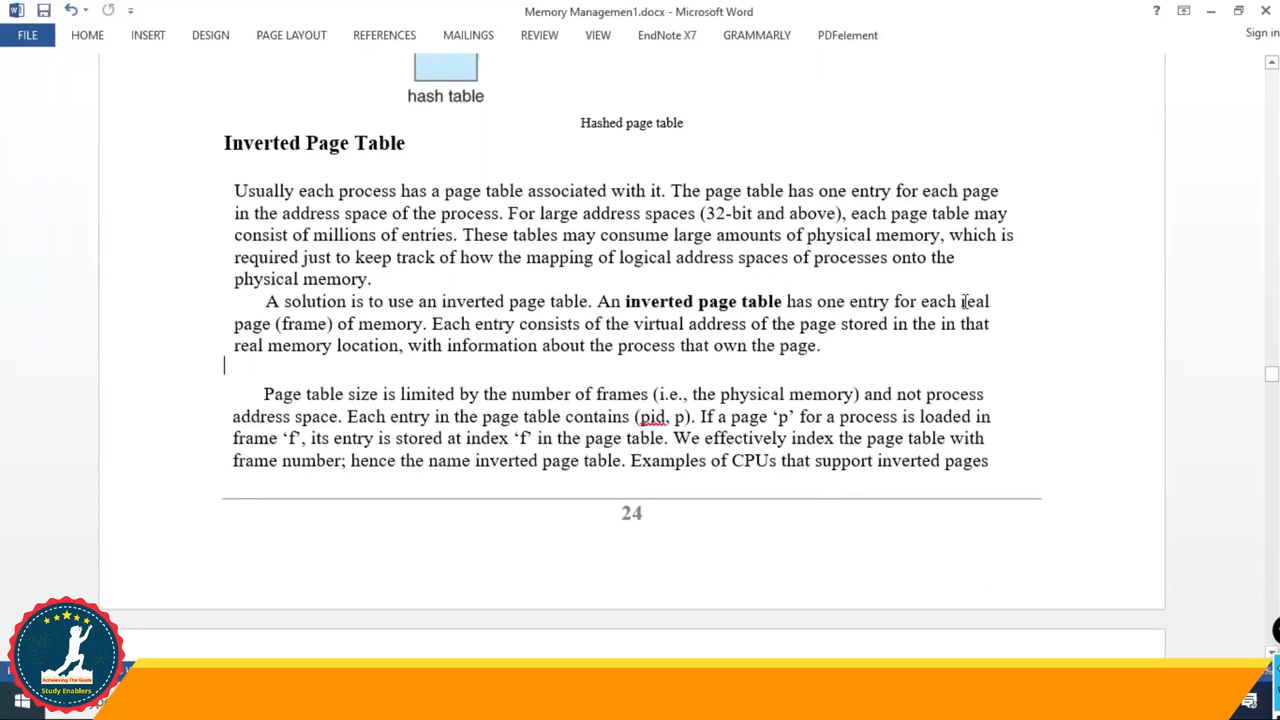 Memory Managemen1.docx - Microsoft Word
?
FILE HOME INSERT DESIGN PAGE LAYOUT REFERENCES MAILINGS REVIEW VIEW EndNote X7 GRAMMARLY PDFelement Sign in
hash table
Hashed page table
Inverted Page Table
Usually each process has a page table associated with it. The page table has one entry for each page
in the address space of the process. For large address spaces (32-bit and above), each page table may
consist of millions of entries. These tables may consume large amounts of physical memory, which is
required just to keep track of how the mapping of logical address spaces of processes onto the
physical memory.
A solution is to use an inverted page table. An inverted page table has one entry for each real
page (frame) of memory. Each entry consists of the virtual address of the page stored in the in that
real memory location, with information about the process that own the page.
Page table size is limited by the number of frames (i.e., the physical memory) and not process
address space. Each entry in the page table contains (pid, p). If a page ‘p’ for a process is loaded in
frame ‘f’, its entry is stored at index ‘f’ in the page table. We effectively index the page table with
frame number; hence the name inverted page table. Examples of CPUs that support inverted pages
24
Achieveing The Goals
Study Enablers